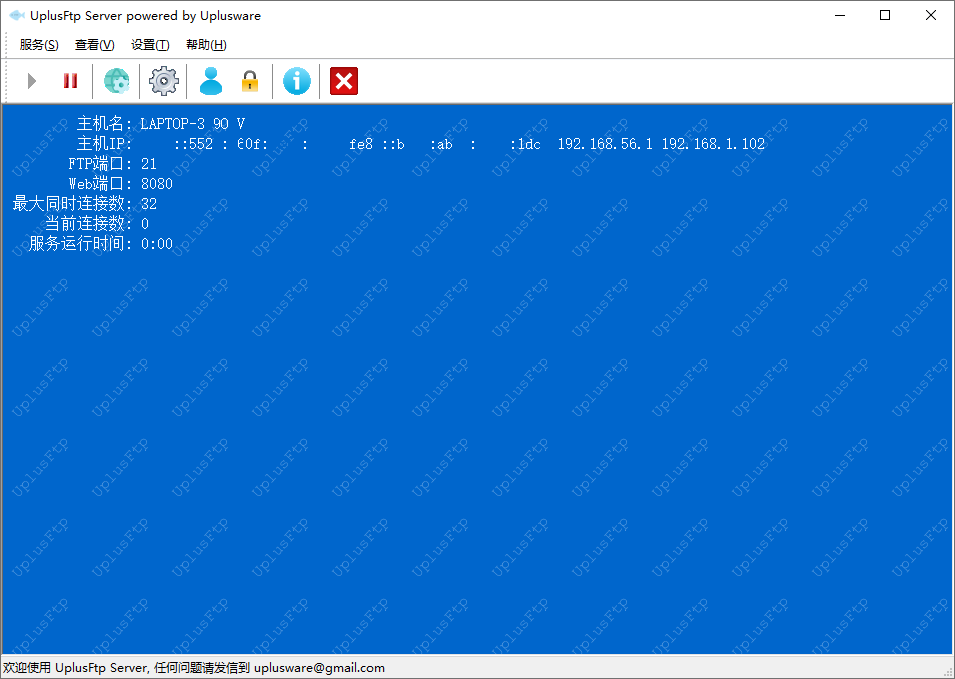 UplusFtp Server powered by Uplusware
服务(S) 查看(V) 设置(T) 帮助(H)
主机名: LAPTOP-3 90 V
主机IP: ::552 : 60f: : fe8 ::b :ab : :1dc 192.168.56.1 192.168.1.102
FTP端口: 21
Web端口: 8080
最大同时连接数: 32
当前连接数: 0
服务运行时间: 0:00
欢迎使用 UplusFtp Server, 任何问题请发信到 uplusware@gmail.com